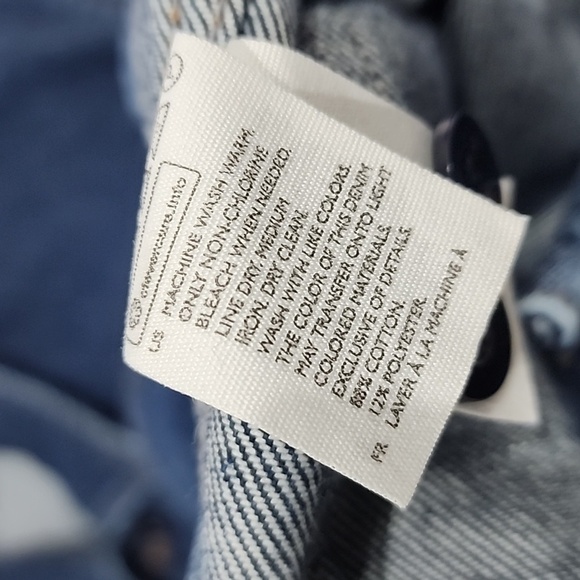 clevercare.info
US MACHINE WASH WARM.
ONLY NON-CHLORINE
BLEACH WHEN NEEDED.
LINE DRY. MEDIUM
IRON. DRY CLEAN.
WASH WITH LIKE COLORS.
THE COLOR OF THIS DENIM
MAY TRANSFER ONTO LIGHT
COLORED MATERIALS.
EXCLUSIVE OF DETAILS.
88% COTTON.
12% POLYESTER.
FR LAVER À LA MACHINE À